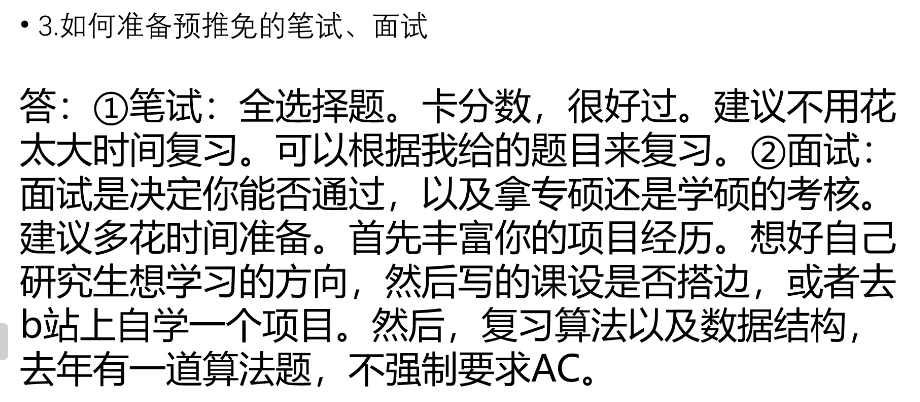 • 3.如何准备预推免的笔试、面试
答：①笔试：全选择题。卡分数，很好过。建议不用花
太大时间复习。可以根据我给的题目来复习。②面试：
面试是决定你能否通过，以及拿专硕还是学硕的考核。
建议多花时间准备。首先丰富你的项目经历。想好自己
研究生想学习的方向，然后写的课设是否搭边，或者去
b站上自学一个项目。然后，复习算法以及数据结构，
去年有一道算法题，不强制要求AC。